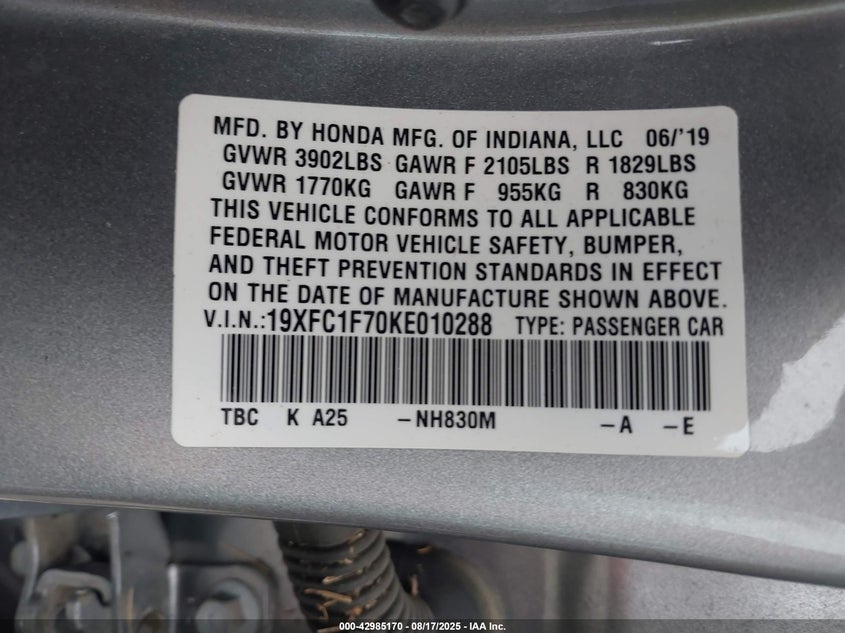 MFD. BY HONDA MFG. OF INDIANA, LLC 06/'19
GVWR 3902LBS GAWR F 2105LBS R 1829LBS
GVWR 1770KG GAWR F 955KG R 830KG
THIS VEHICLE CONFORMS TO ALL APPLICABLE
FEDERAL MOTOR VEHICLE SAFETY, BUMPER,
AND THEFT PREVENTION STANDARDS IN EFFECT
ON THE DATE OF MANUFACTURE SHOWN ABOVE.
V.I.N.:19XFC1F70KE010288 TYPE: PASSENGER CAR
TBC K A25 -NH830M -A -E
000-42985170 - 08/17/2025 - IAA Inc.